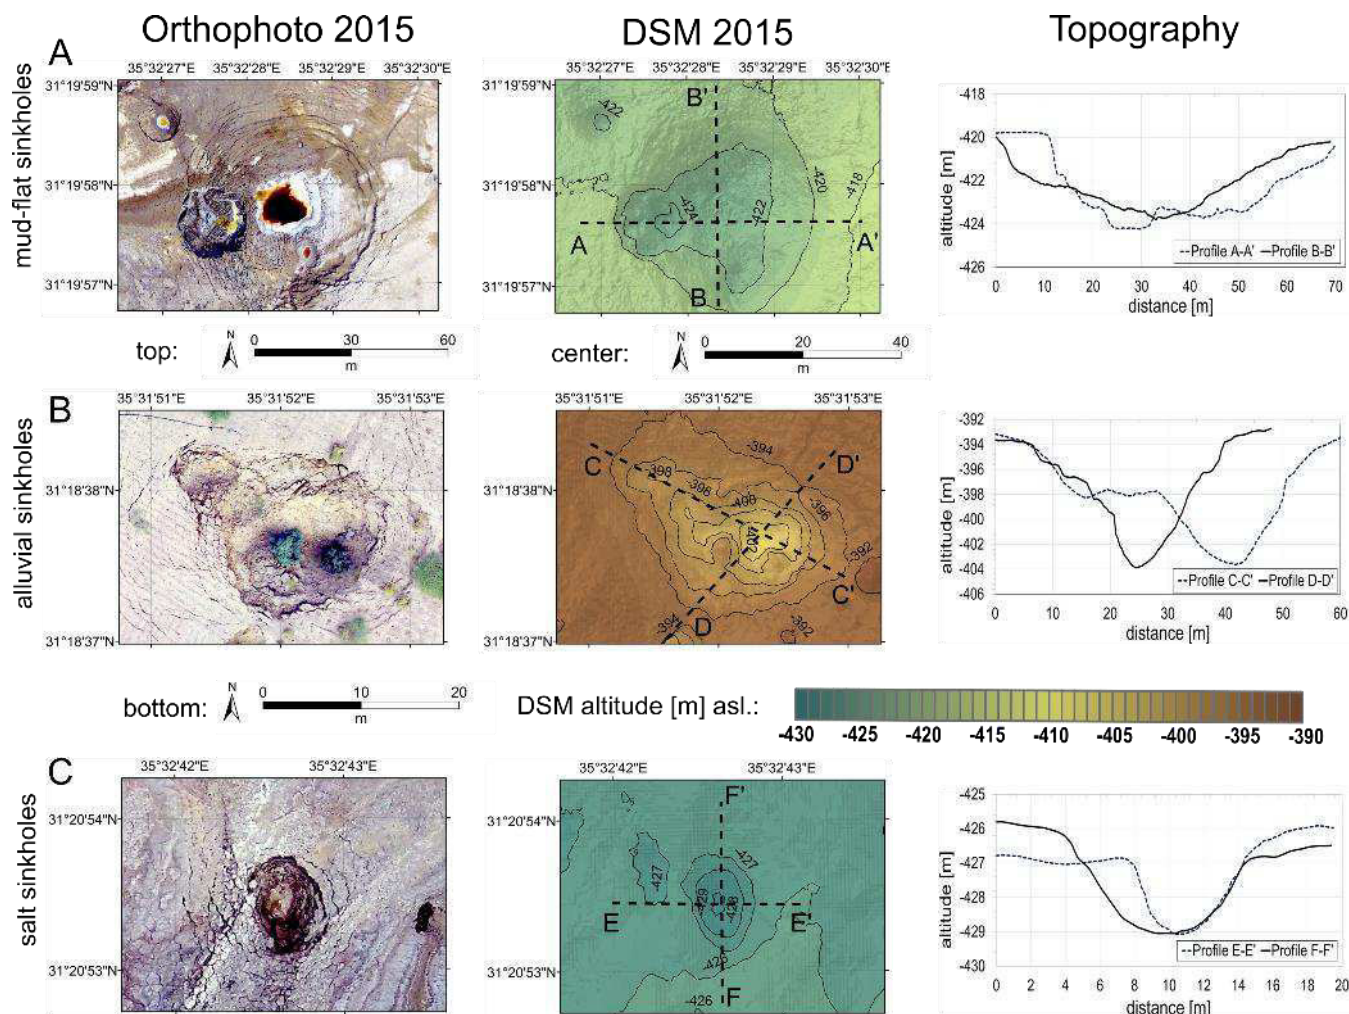 Orthophoto 2015
DSM 2015
Topography
A
mud-flat sinkholes
35°32'27"E 35°32'28"E 35°32'29"E 35°32'30"E
31°19'59"N
31°19'58"N
31°19'57"N
35°32'27"E 35°32'28"E 35°32'29"E 35°32'30"E
31°19'59"N
31°19'58"N
31°19'57"N
-422
B'
-420
-418
-424
-422
A
A'
B
altitude [m]
-418
-420
-422
-424
-426
Profile A-A' Profile B-B'
0 10 20 30 40 50 60 70
distance [m]
top:
N
0 30 60
m
center:
N
0 20 40
m
B
alluvial sinkholes
35°31'51"E 35°31'52"E 35°31'53"E
31°18'38"N
31°18'37"N
35°31'51"E 35°31'52"E 35°31'53"E
31°18'38"N
31°18'37"N
C
-394
D'
-398
-396
-400
-396
-402
-392
C'
-394
D
-392
altitude [m]
-392
-394
-396
-398
-400
-402
-404
-406
Profile C-C' Profile D-D'
0 10 20 30 40 50 60
distance [m]
bottom:
N
0 10 20
m
DSM altitude [m] asl.:
-430 -425 -420 -415 -410 -405 -400 -395 -390
C
salt sinkholes
35°32'42"E 35°32'43"E
31°20'54"N
31°20'53"N
35°32'42"E 35°32'43"E
31°20'54"N
31°20'53"N
F'
-427
-427
-429
-428
E
E'
-426
F
-426
altitude [m]
-425
-426
-427
-428
-429
-430
Profile E-E' Profile F-F'
0 2 4 6 8 10 12 14 16 18 20
distance [m]